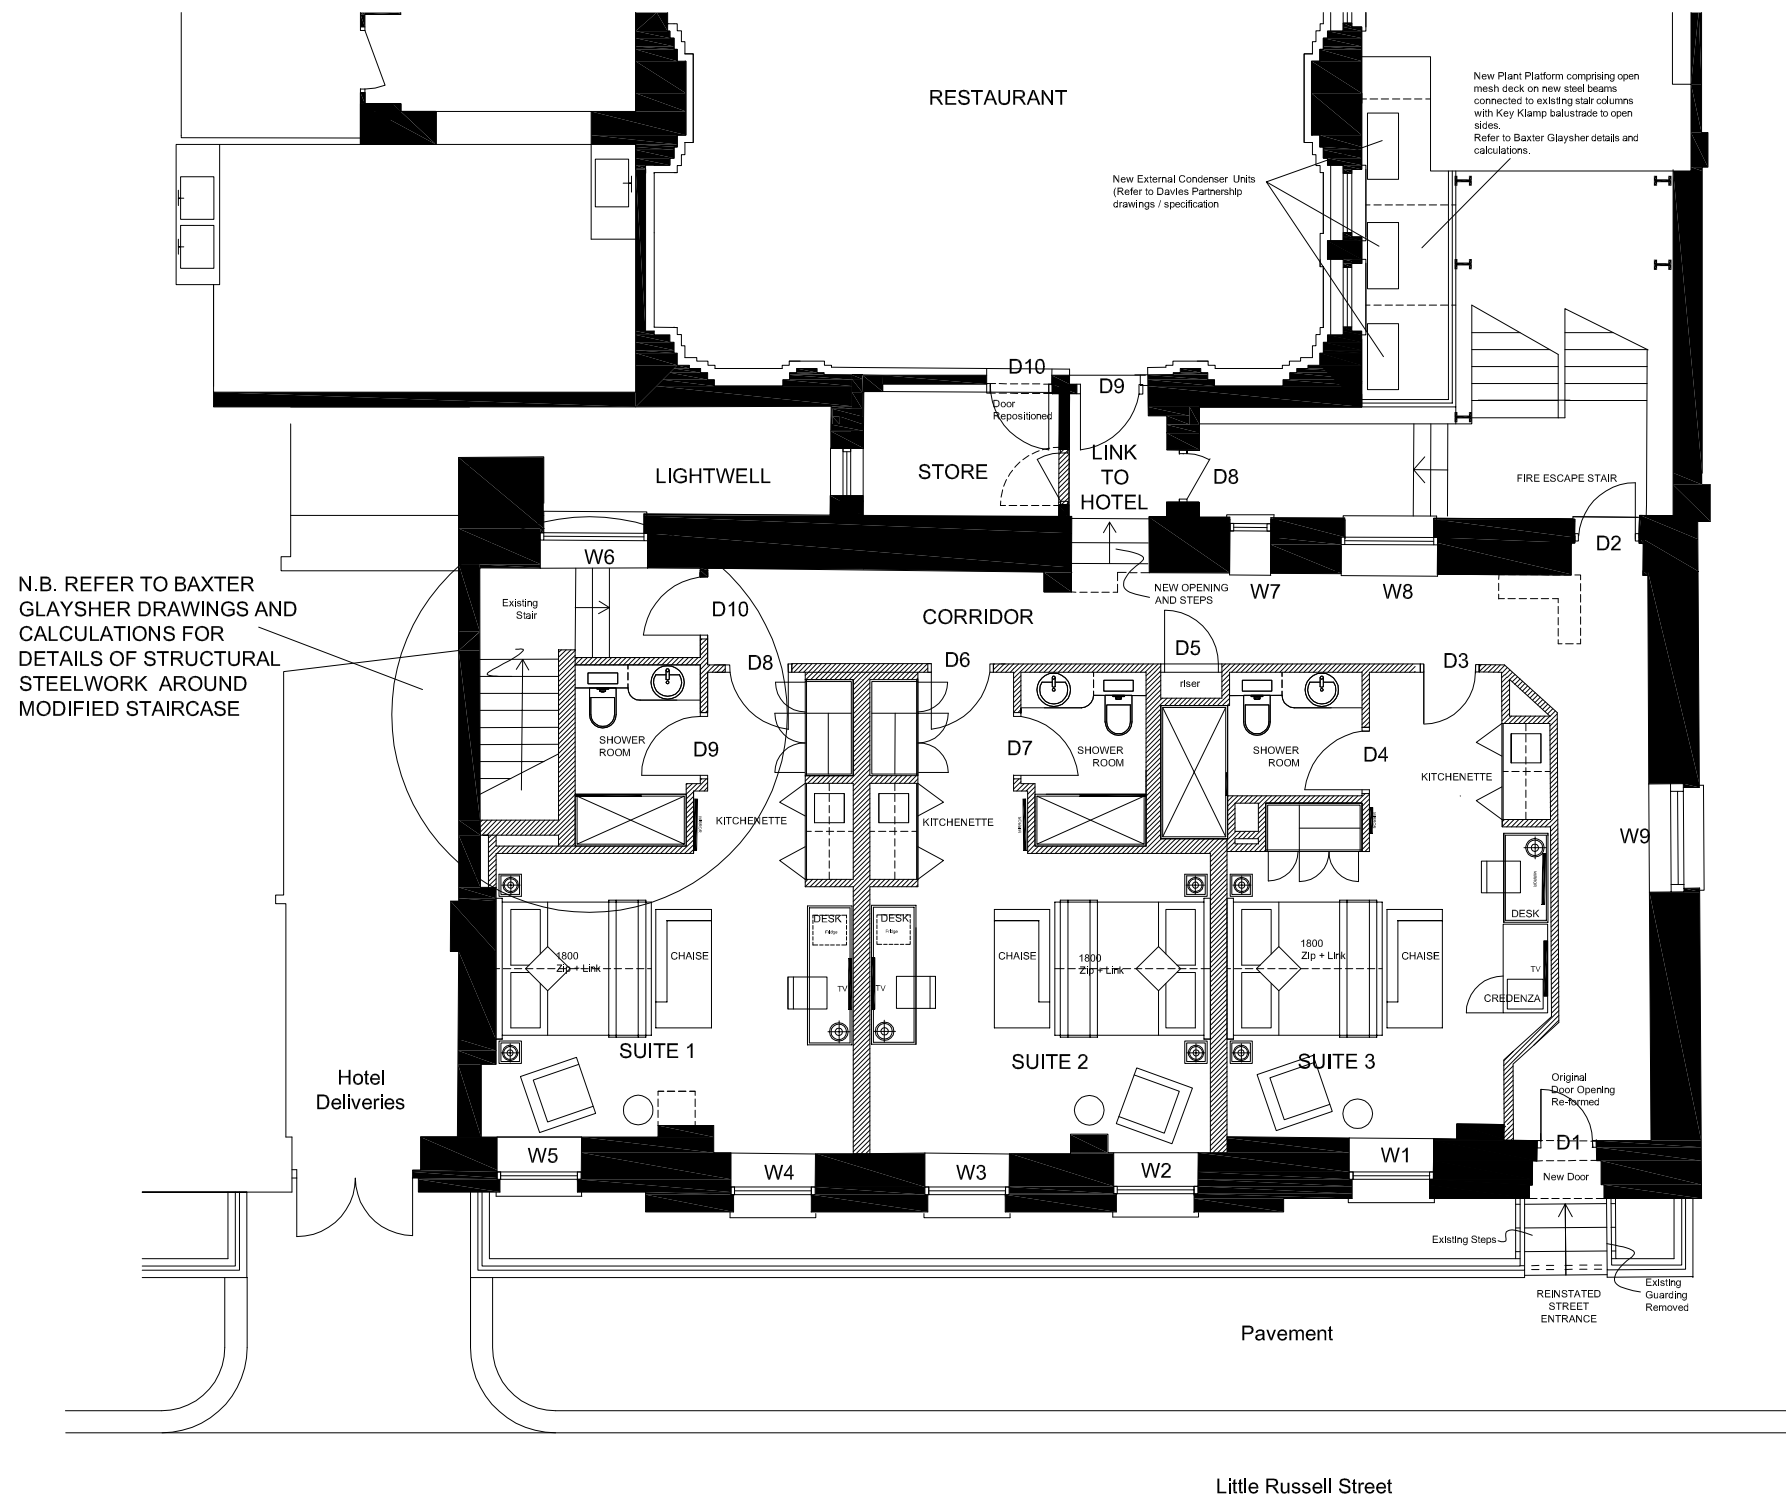 RESTAURANT
New Plant Platform comprising open
mesh deck on new steel beams
connected to existing stair columns
with Key Klamp balustrade to open
sides.
Refer to Baxter Glaysher details and
calculations.
New External Condenser Units
(Refer to Davies Partnership
drawings / specification
D10
D9
Door
Repositioned
LIGHTWELL
STORE
LINK
TO
HOTEL
D8
FIRE ESCAPE STAIR
D2
W6
N.B. REFER TO BAXTER
GLAYSHER DRAWINGS AND
CALCULATIONS FOR
DETAILS OF STRUCTURAL
STEELWORK AROUND
MODIFIED STAIRCASE
Existing
Stair
D10
CORRIDOR
NEW OPENING
AND STEPS
W7
W8
D8
D6
D5
D3
riser
SHOWER
ROOM
D9
D7
SHOWER
ROOM
SHOWER
ROOM
D4
KITCHENETTE
KITCHENETTE
KITCHENETTE
MIRROR
MIRROR
MIRROR
W9
MIRROR
DESK
Fridge
DESK
Fridge
DESK
1800
Zip + Link
CHAISE
CHAISE
1800
Zip + Link
1800
Zip + Link
CHAISE
TV
TV
TV
CREDENZA
SUITE 1
SUITE 2
SUITE 3
Hotel
Deliveries
Original
Door Opening
Re-formed
W5
W4
W3
W2
W1
D1
New Door
Existing Steps
REINSTATED
STREET
ENTRANCE
Existing
Guarding
Removed
Pavement
Little Russell Street